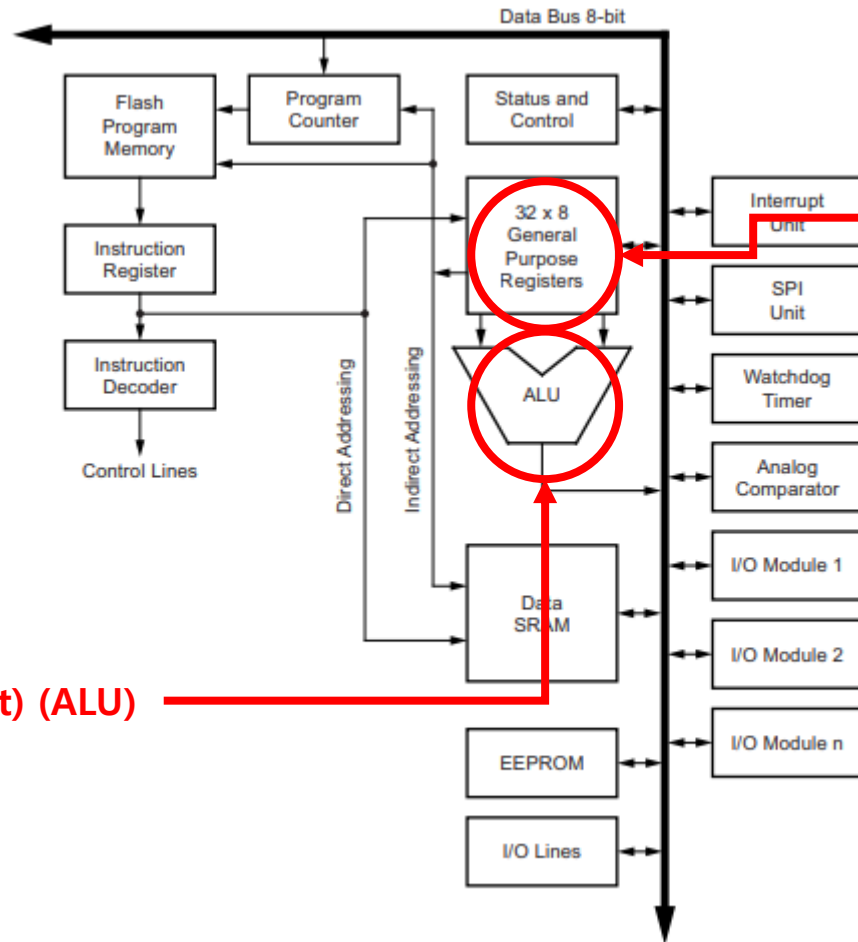 Data Bus 8-bit
Flash
Program
Memory
Program
Counter
Status and
Control
32 x 8
General
Purpose
Registers
Interrupt
Unit
Instruction
Register
SPI
Unit
Instruction
Decoder
ALU
Watchdog
Timer
Control Lines
Direct Addressing
Indirect Addressing
Analog
Comparator
I/O Module 1
Data
SRAM
I/O Module 2
t) (ALU)
I/O Module n
EEPROM
I/O Lines